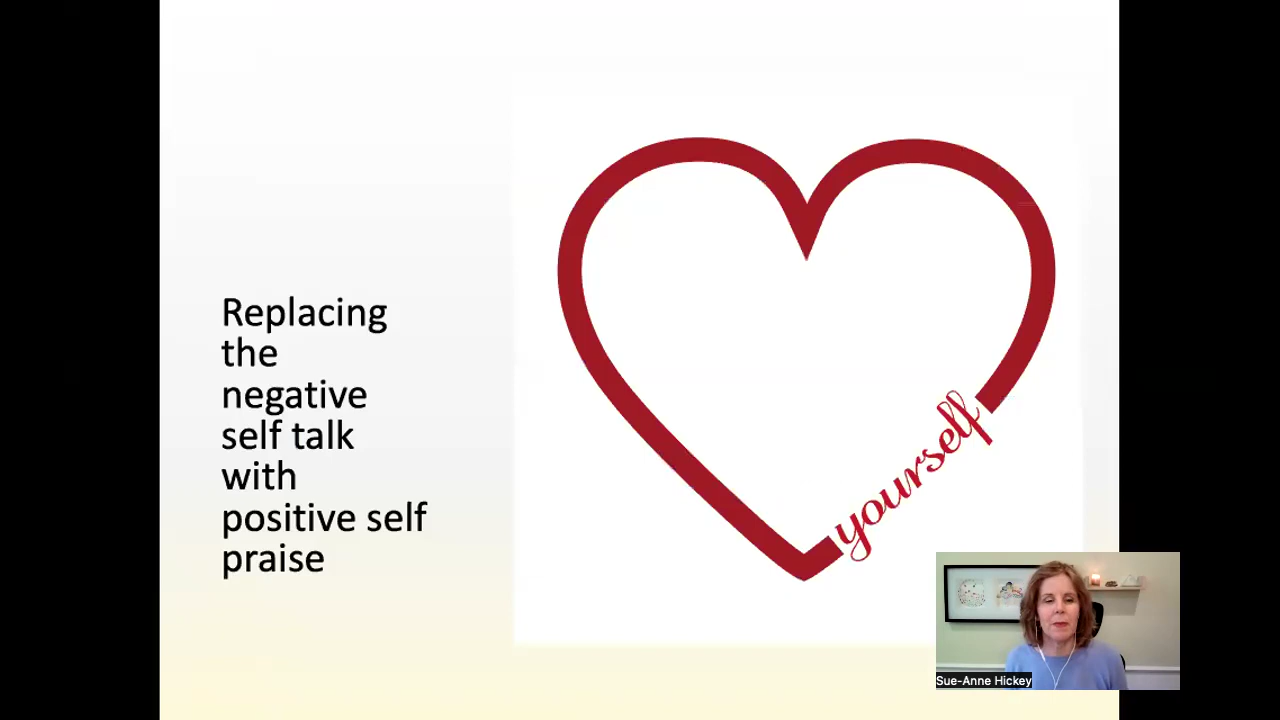 Replacing
the
negative
self talk
with
positive self
praise
yourself
Sue-Anne Hickey